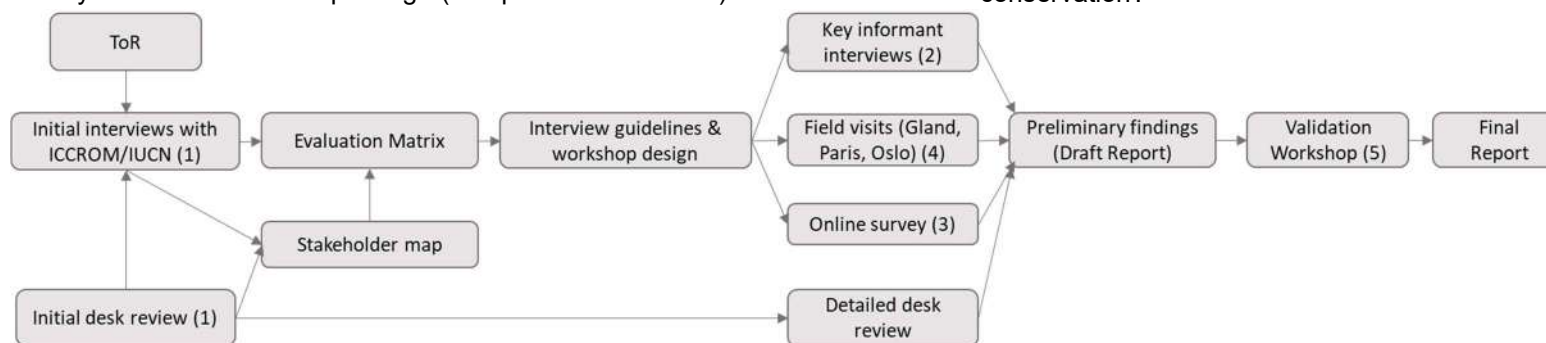 conservation?
ToR
Initial interviews with
ICCROM/IUCN (1)
Evaluation Matrix
Interview guidelines &
workshop design
Key informant
interviews (2)
Field visits (Gland,
Paris, Oslo) (4)
Online survey (3)
Preliminary findings
(Draft Report)
Validation
Workshop (5)
Final
Report
Stakeholder map
Initial desk review (1)
Detailed desk
review